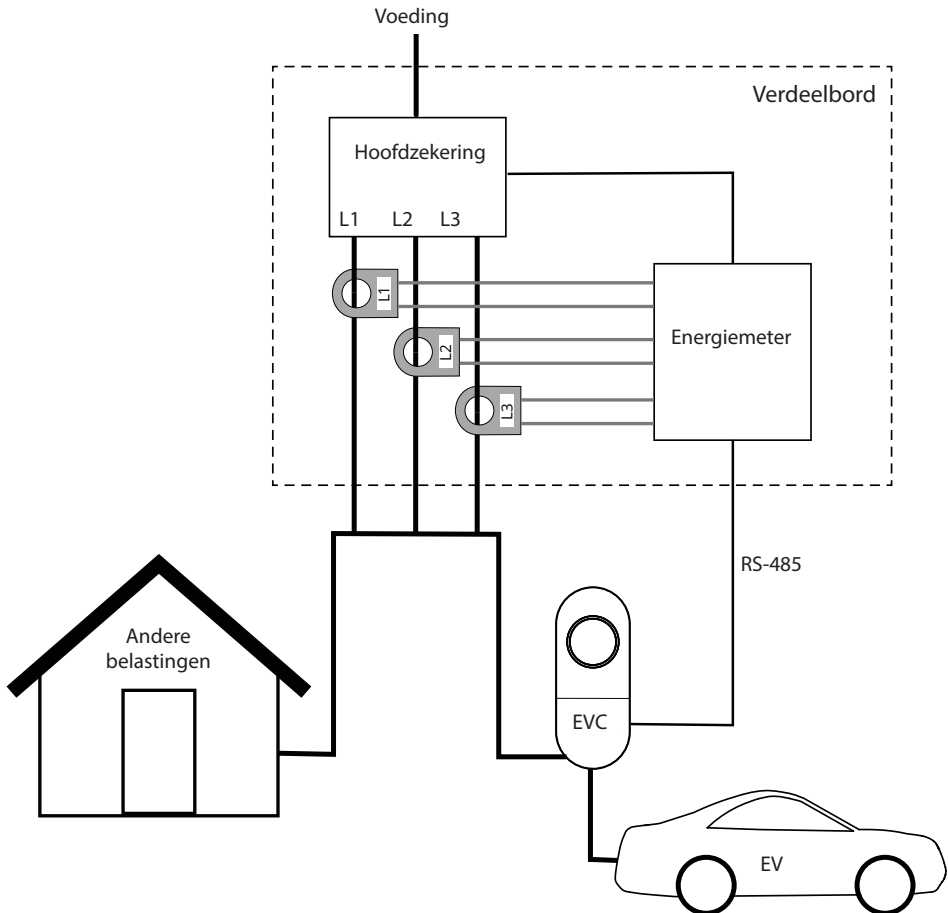 Voeding
Verdeelbord
Hoofdzekering
L1 L2 L3
L1
L2
L3
Energiemeter
RS-485
Andere
belastingen
EVC
EV